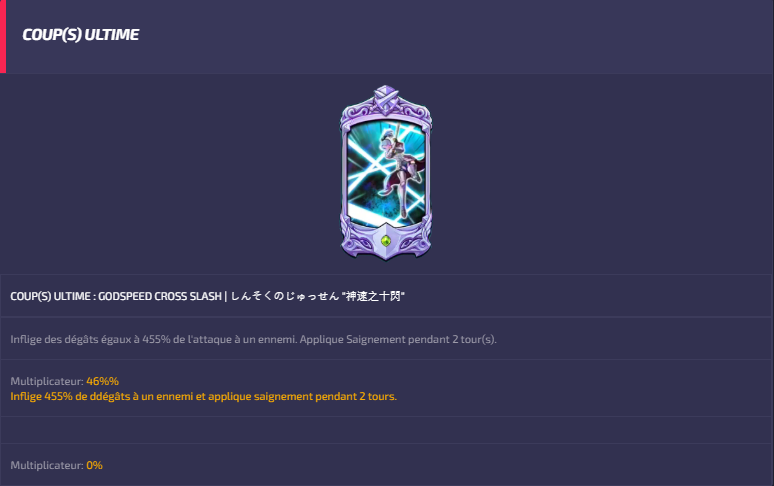 COUP(S) ULTIME
COUP(S) ULTIME : GODSPEED CROSS SLASH | しんそくのじゅっせん "神速之十閃"
Inflige des dégâts égaux à 455% de l'attaque à un ennemi. Applique Saignement pendant 2 tour(s).
Multiplicateur: 46%%
Inflige 455% de ddégâts à un ennemi et applique saignement pendant 2 tours.
Multiplicateur: 0%